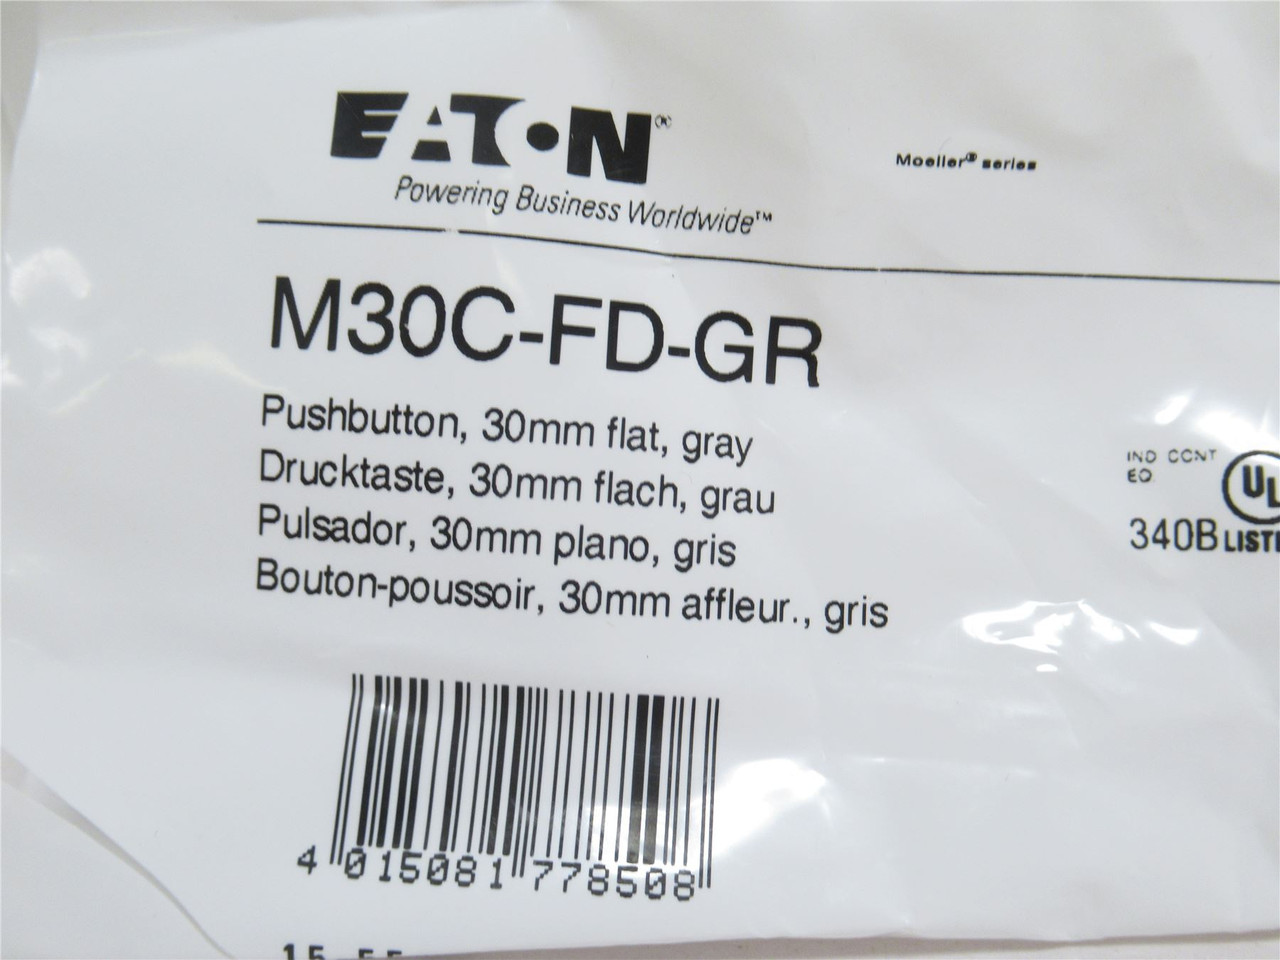 EATON®
Powering Business Worldwide™
Moeller® series
M30C-FD-GR
Pushbutton, 30mm flat, gray
Drucktaste, 30mm flach, grau
Pulsador, 30mm plano, gris
Bouton-poussoir, 30mm affleur., gris
IND CONT
EQ
UL
340B
4 015081 778508